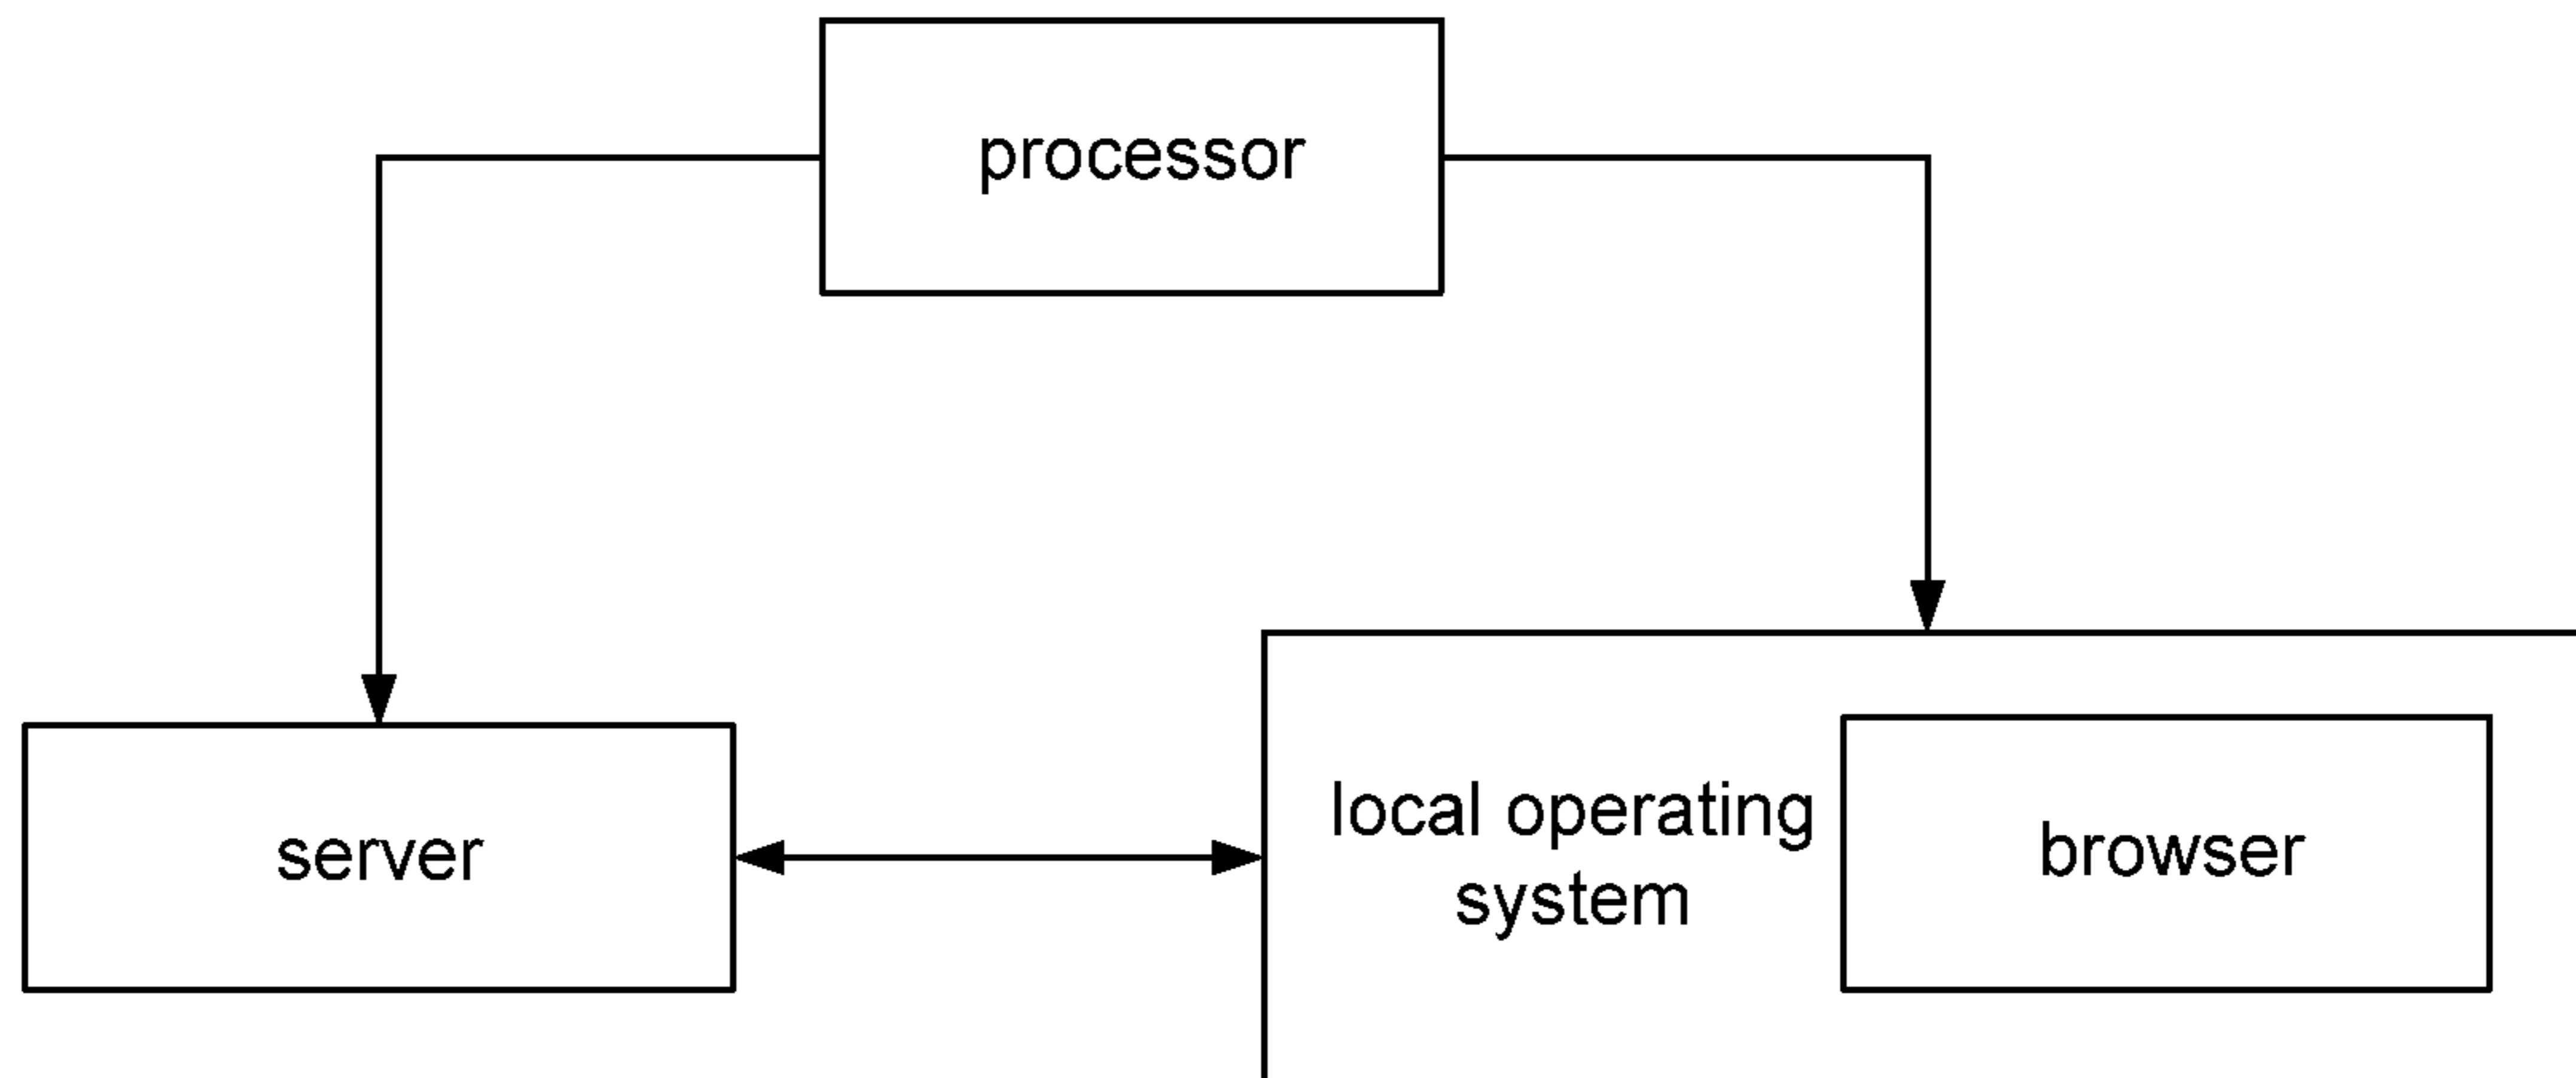 processor
server
local operating
system
browser